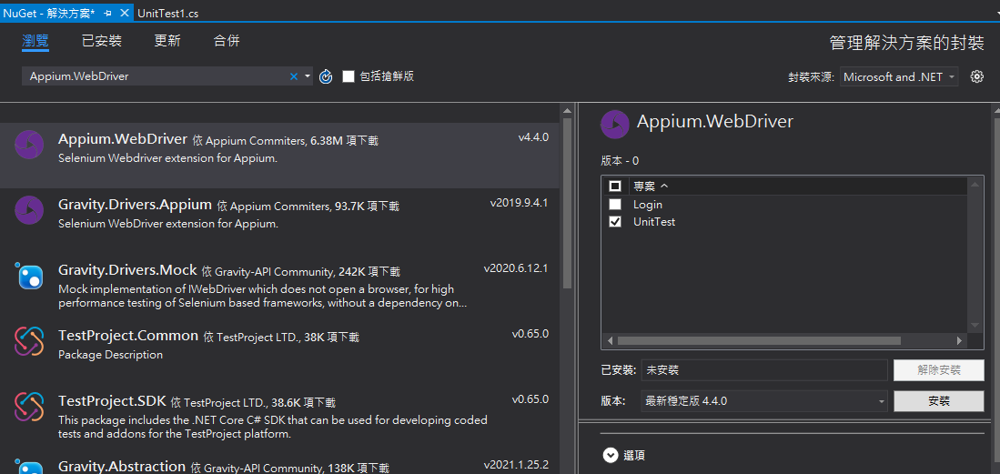 NuGet - 解決方案*
UnitTest1.cs
瀏覽 已安裝 更新 合併
管理解決方案的封裝
Appium.WebDriver
包括搶鮮版
封裝來源: Microsoft and .NET
Appium.WebDriver 依 Appium Commiters, 6.38M 項下載 v4.4.0
Selenium Webdriver extension for Appium.
Gravity.Drivers.Appium 依 Appium Commiters, 93.7K 項下載 v2019.9.4.1
Selenium WebDriver extension for Appium.
Gravity.Drivers.Mock 依 Gravity-API Community, 242K 項下載 v2020.6.12.1
Mock implementation of IWebDriver which does not open a browser, for high
performance testing of Selenium based frameworks, without a dependency on...
TestProject.Common 依 TestProject LTD., 38K 項下載 v0.65.0
Package Description
TestProject.SDK 依 TestProject LTD., 38.6K 項下載 v0.65.0
This package includes the .NET Core C# SDK that can be used for developing coded
tests and addons for the TestProject platform.
Gravity.Abstraction 依 Gravity-API Community, 138K 項下載 v2021.1.25.2
Appium.WebDriver
版本 - 0
專案
Login
UnitTest
已安裝: 未安裝 解除安裝
版本: 最新穩定版 4.4.0 安裝
選項